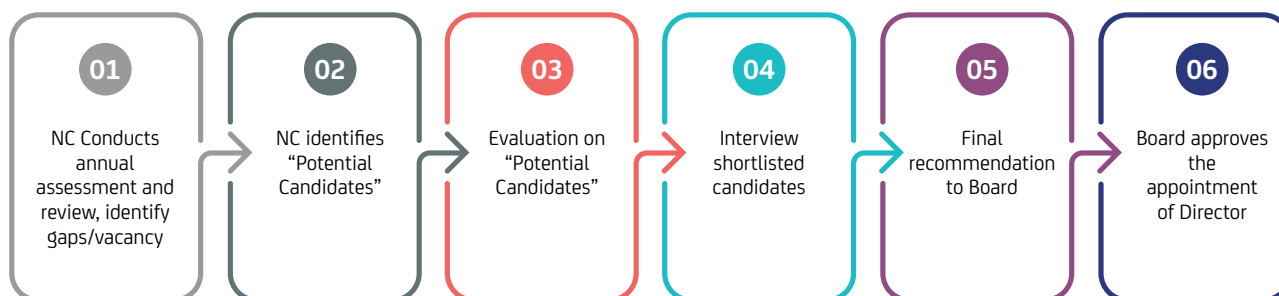 01
NC Conducts
annual
assessment and
review, identify
gaps/vacancy
02
NC identifies
“Potential
Candidates”
03
Evaluation on
“Potential
Candidates”
04
Interview
shortlisted
candidates
05
Final
recommendation
to Board
06
Board approves
the
appointment
of Director